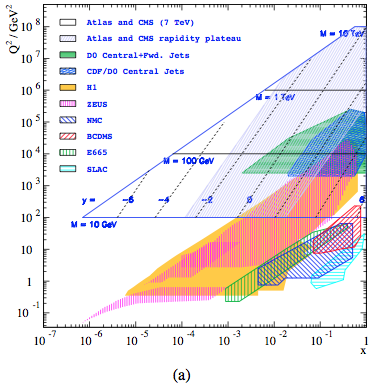 Q² / GeV²
Atlas and CMS (7 TeV)
Atlas and CMS rapidity plateau
D0 Central+Fwd. Jets
CDF/D0 Central Jets
H1
ZEUS
NMC
BCDMS
E665
SLAC
M = 10 TeV
M = 1 TeV
M = 100 GeV
M = 10 GeV
y = −6 −4 −2 0 6
10⁸
10⁷
10⁶
10⁵
10⁴
10³
10²
10
1
10⁻¹
10⁻⁷ 10⁻⁶ 10⁻⁵ 10⁻⁴ 10⁻³ 10⁻² 10⁻¹ 1
x
(a)